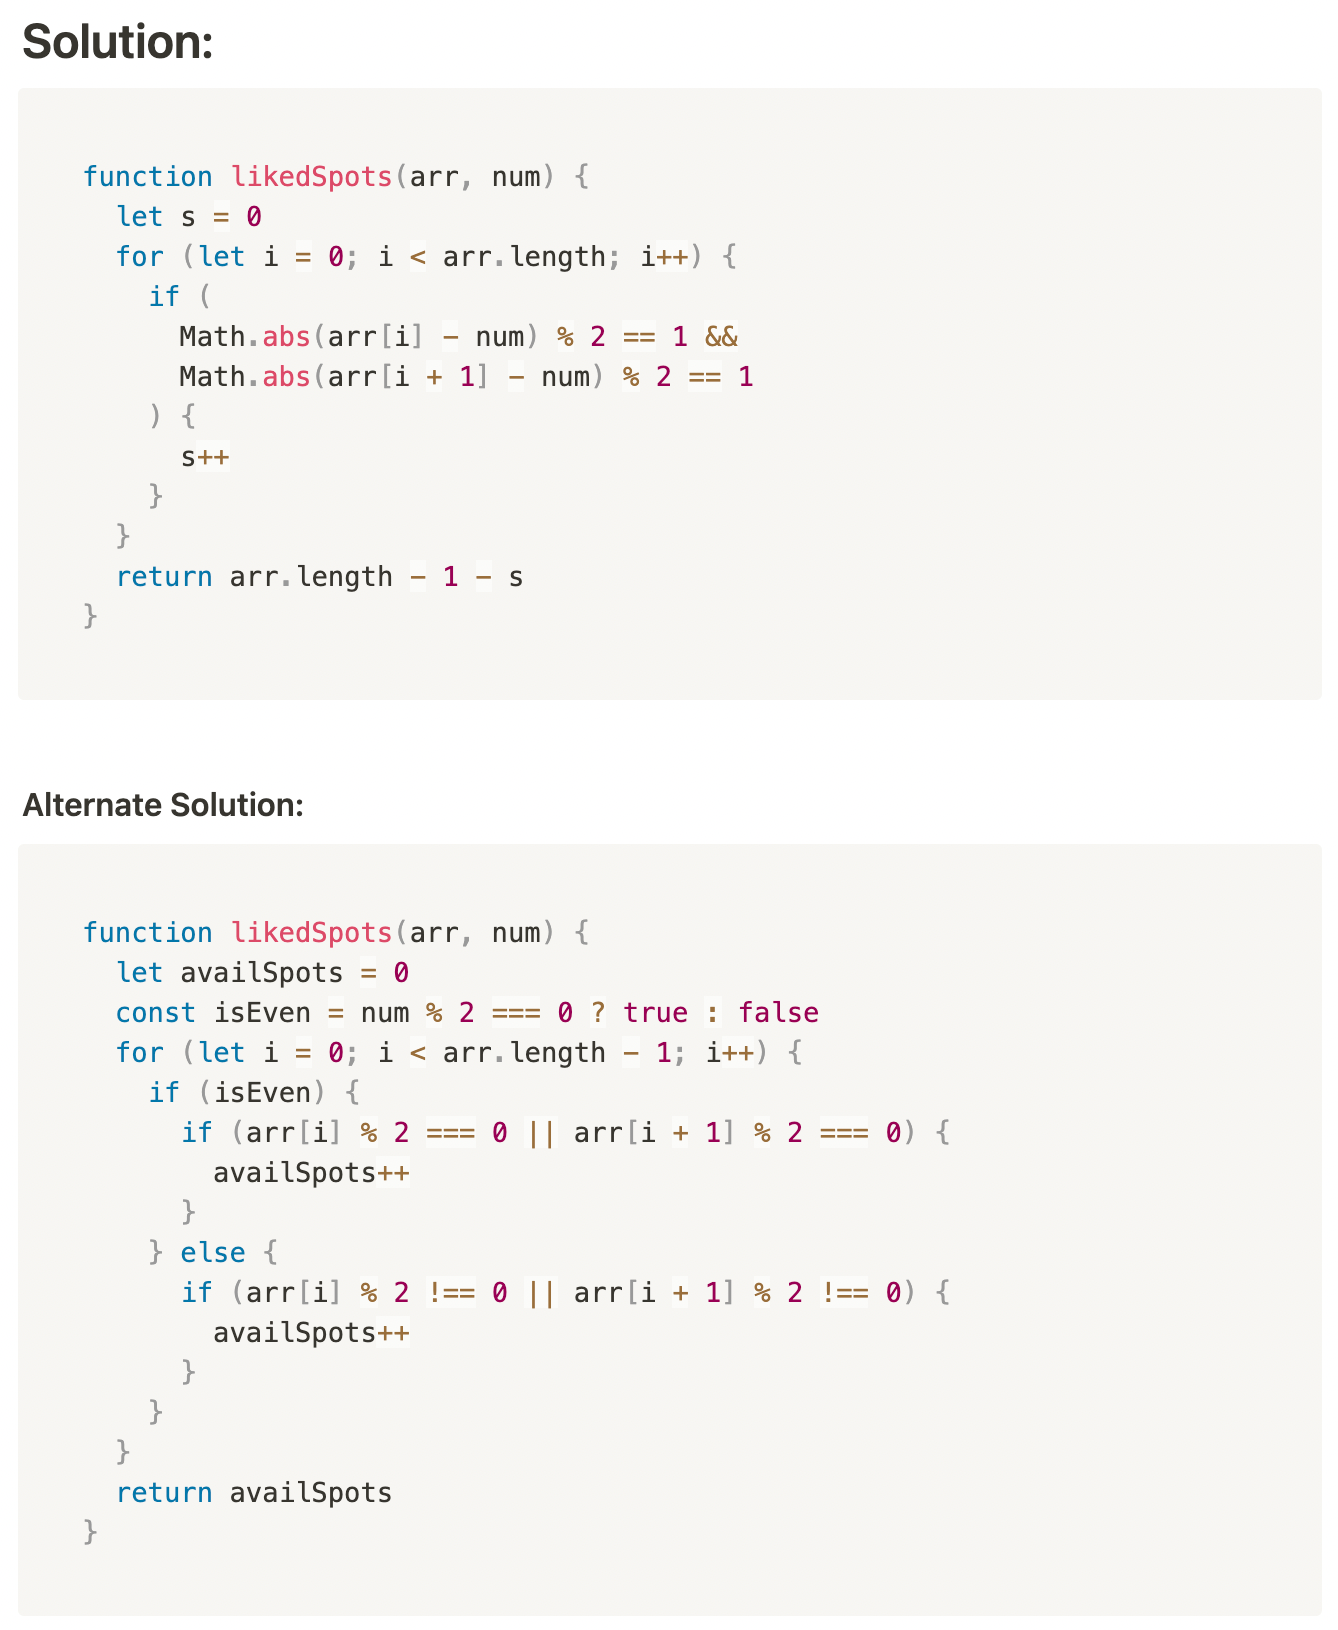 Solution:
function likedSpots(arr, num) {
  let s = 0
  for (let i = 0; i < arr.length; i++) {
    if (
      Math.abs(arr[i] - num) % 2 == 1 &&
      Math.abs(arr[i + 1] - num) % 2 == 1
    ) {
      s++
    }
  }
  return arr.length - 1 - s
}
Alternate Solution:
function likedSpots(arr, num) {
  let availSpots = 0
  const isEven = num % 2 === 0 ? true : false
  for (let i = 0; i < arr.length - 1; i++) {
    if (isEven) {
      if (arr[i] % 2 === 0 || arr[i + 1] % 2 === 0) {
        availSpots++
      }
    } else {
      if (arr[i] % 2 !== 0 || arr[i + 1] % 2 !== 0) {
        availSpots++
      }
    }
  }
  return availSpots
}